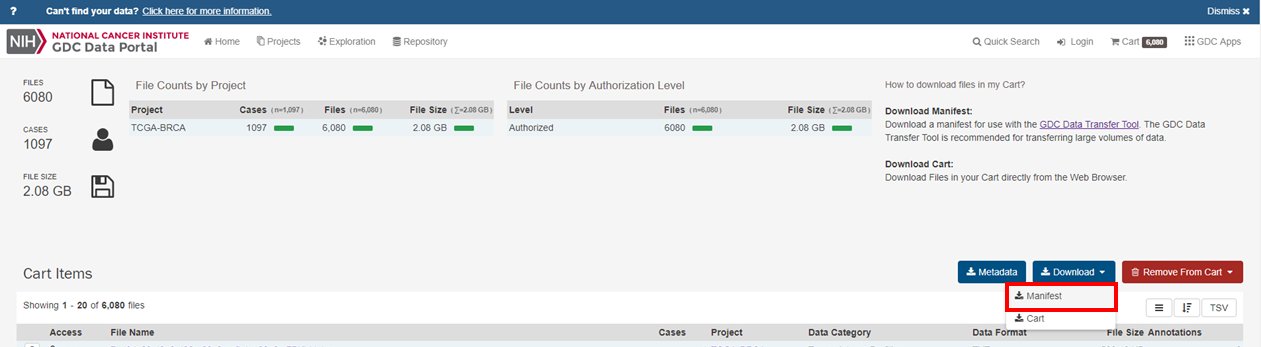 ? Can't find your data? Click here for more information. Dismiss ✖
NIH NATIONAL CANCER INSTITUTE
GDC Data Portal
Home Projects Exploration Repository Quick Search Login Cart 6,080 GDC Apps
FILES
6080
CASES
1097
FILE SIZE
2.08 GB
File Counts by Project
Project Cases (n=1,097) Files (n=6,080) File Size (∑=2.08 GB)
TCGA-BRCA 1097 6,080 2.08 GB
File Counts by Authorization Level
Level Files (n=6,080) File Size (∑=2.08 GB)
Authorized 6080 2.08 GB
How to download files in my Cart?
Download Manifest:
Download a manifest for use with the GDC Data Transfer Tool. The GDC Data
Transfer Tool is recommended for transferring large volumes of data.
Download Cart:
Download Files in your Cart directly from the Web Browser.
Cart Items
Metadata Download Remove From Cart
Manifest
Cart
Showing 1 - 20 of 6,080 files
TSV
Access File Name Cases Project Data Category Data Format File Size Annotations